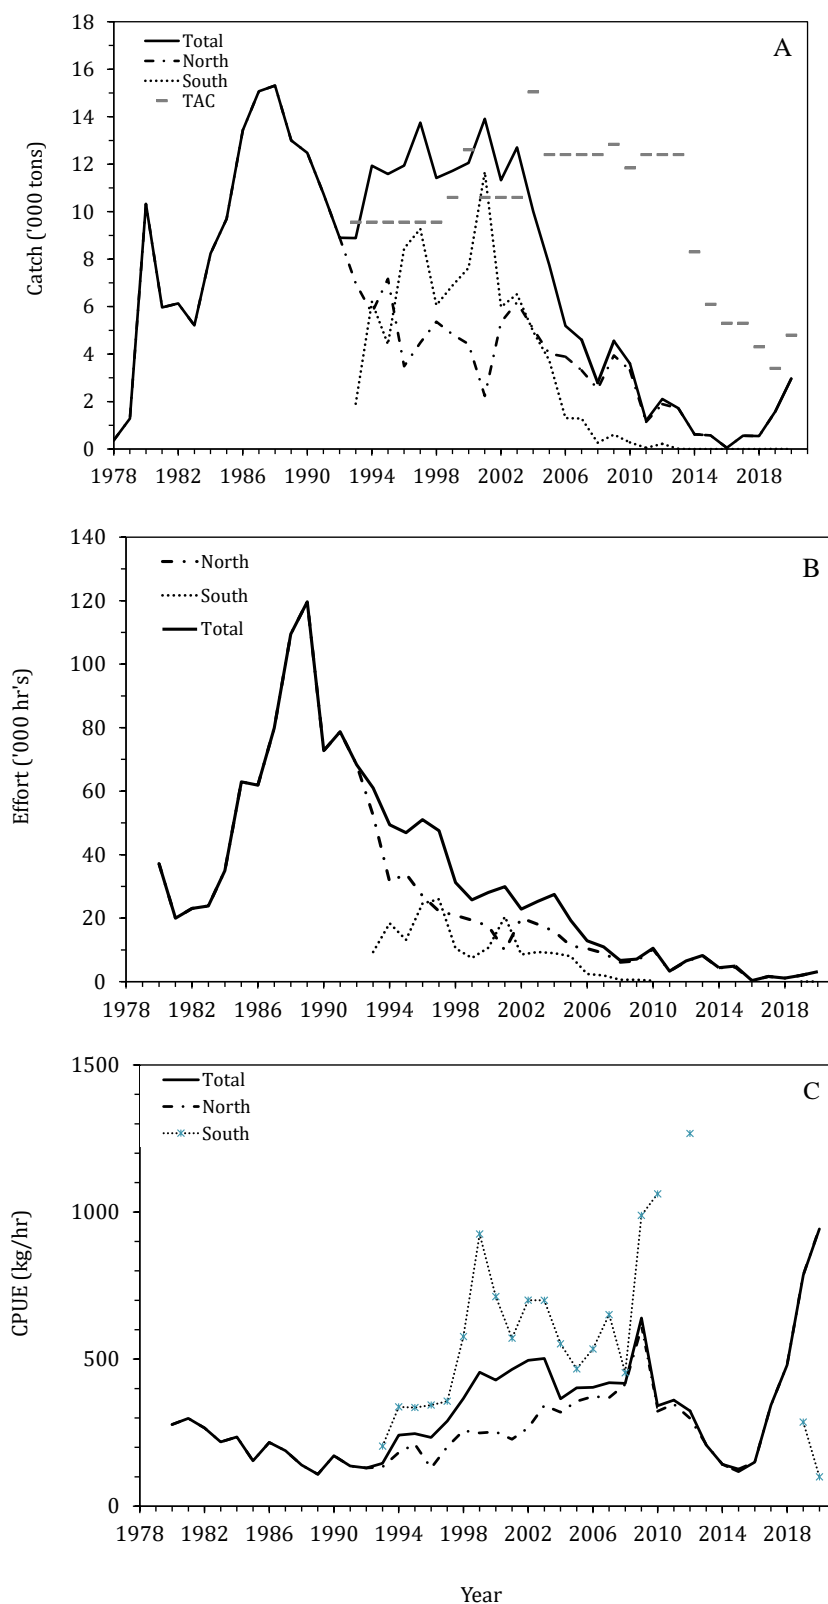 18
16
14
12
10
8
6
4
2
0
Catch ('000 tons)
Total
North
South
TAC
A
1978 1982 1986 1990 1994 1998 2002 2006 2010 2014 2018
140
120
100
80
60
40
20
0
Effort ('000 hr's)
North
South
Total
B
1978 1982 1986 1990 1994 1998 2002 2006 2010 2014 2018
1500
1000
500
0
CPUE (kg/hr)
Total
North
South
C
1978 1982 1986 1990 1994 1998 2002 2006 2010 2014 2018
Year